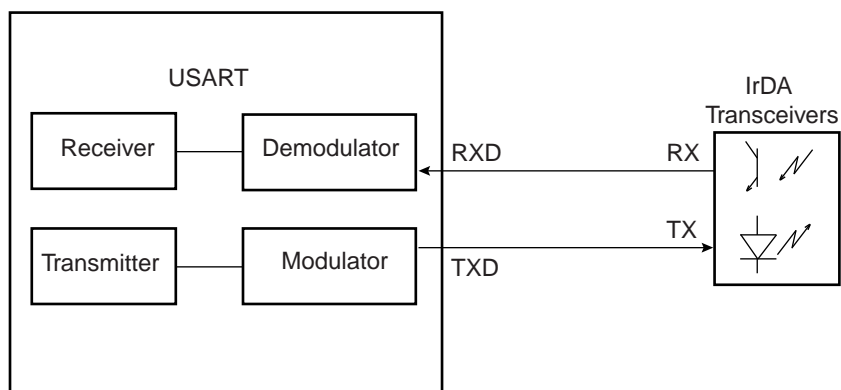 USART
IrDA
Transceivers
Receiver
Demodulator
RXD
RX
Transmitter
Modulator
TXD
TX